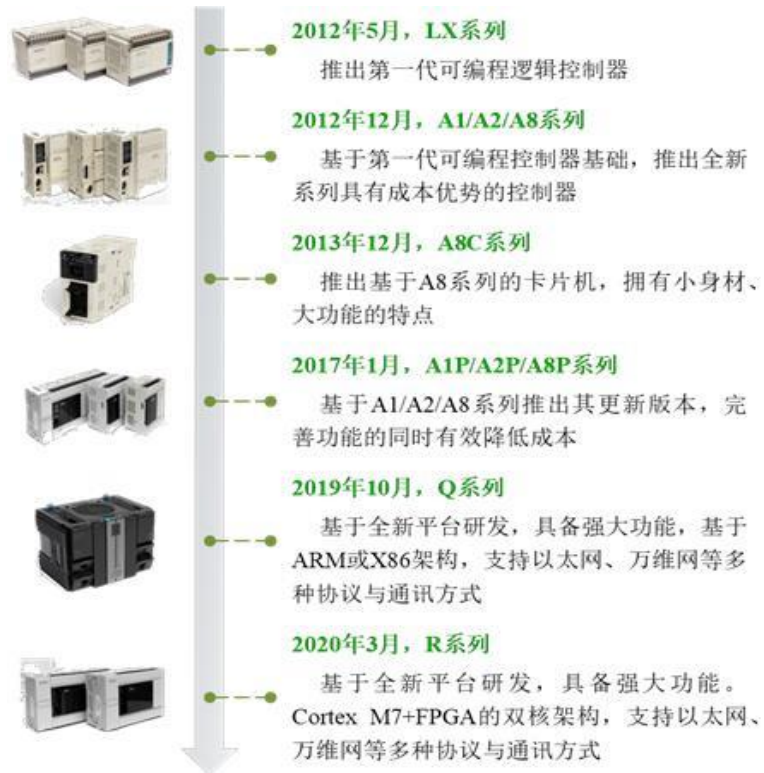 2012年5月，LX系列
推出第一代可编程逻辑控制器
2012年12月，A1/A2/A8系列
基于第一代可编程控制器基础，推出全新
系列具有成本优势的控制器
2013年12月，A8C系列
推出基于A8系列的卡片机，拥有小身材、
大功能的特点
2017年1月，A1P/A2P/A8P系列
基于A1/A2/A8系列推出其更新版本，完
善功能的同时有效降低成本
2019年10月，Q系列
基于全新平台研发，具备强大功能，基于
ARM或X86架构，支持以太网、万维网等多
种协议与通讯方式
2020年3月，R系列
基于全新平台研发，具备强大功能。
Cortex M7+FPGA的双核架构，支持以太网、
万维网等多种协议与通讯方式